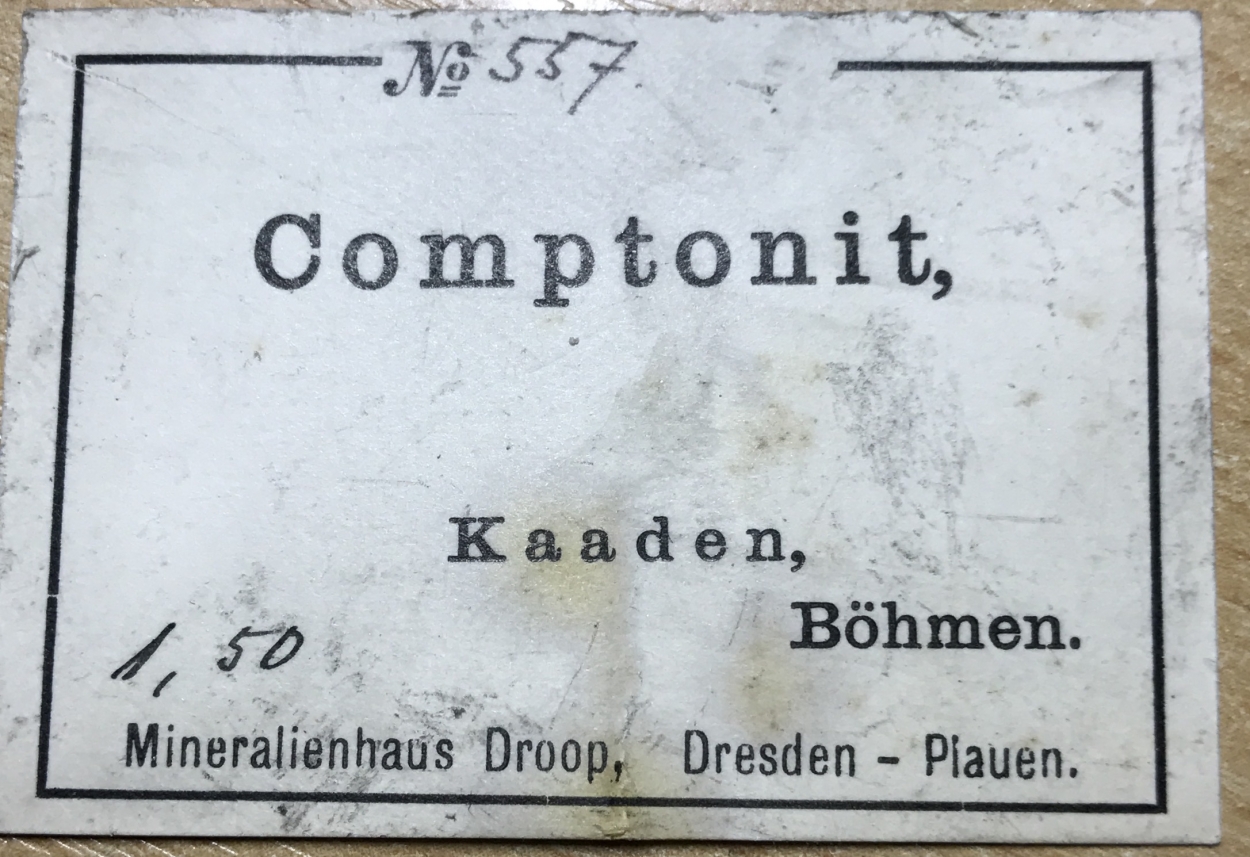 № 557
Comptonit,
Kaaden,
Böhmen.
1,50
Mineralienhaus Droop, Dresden - Plauen.